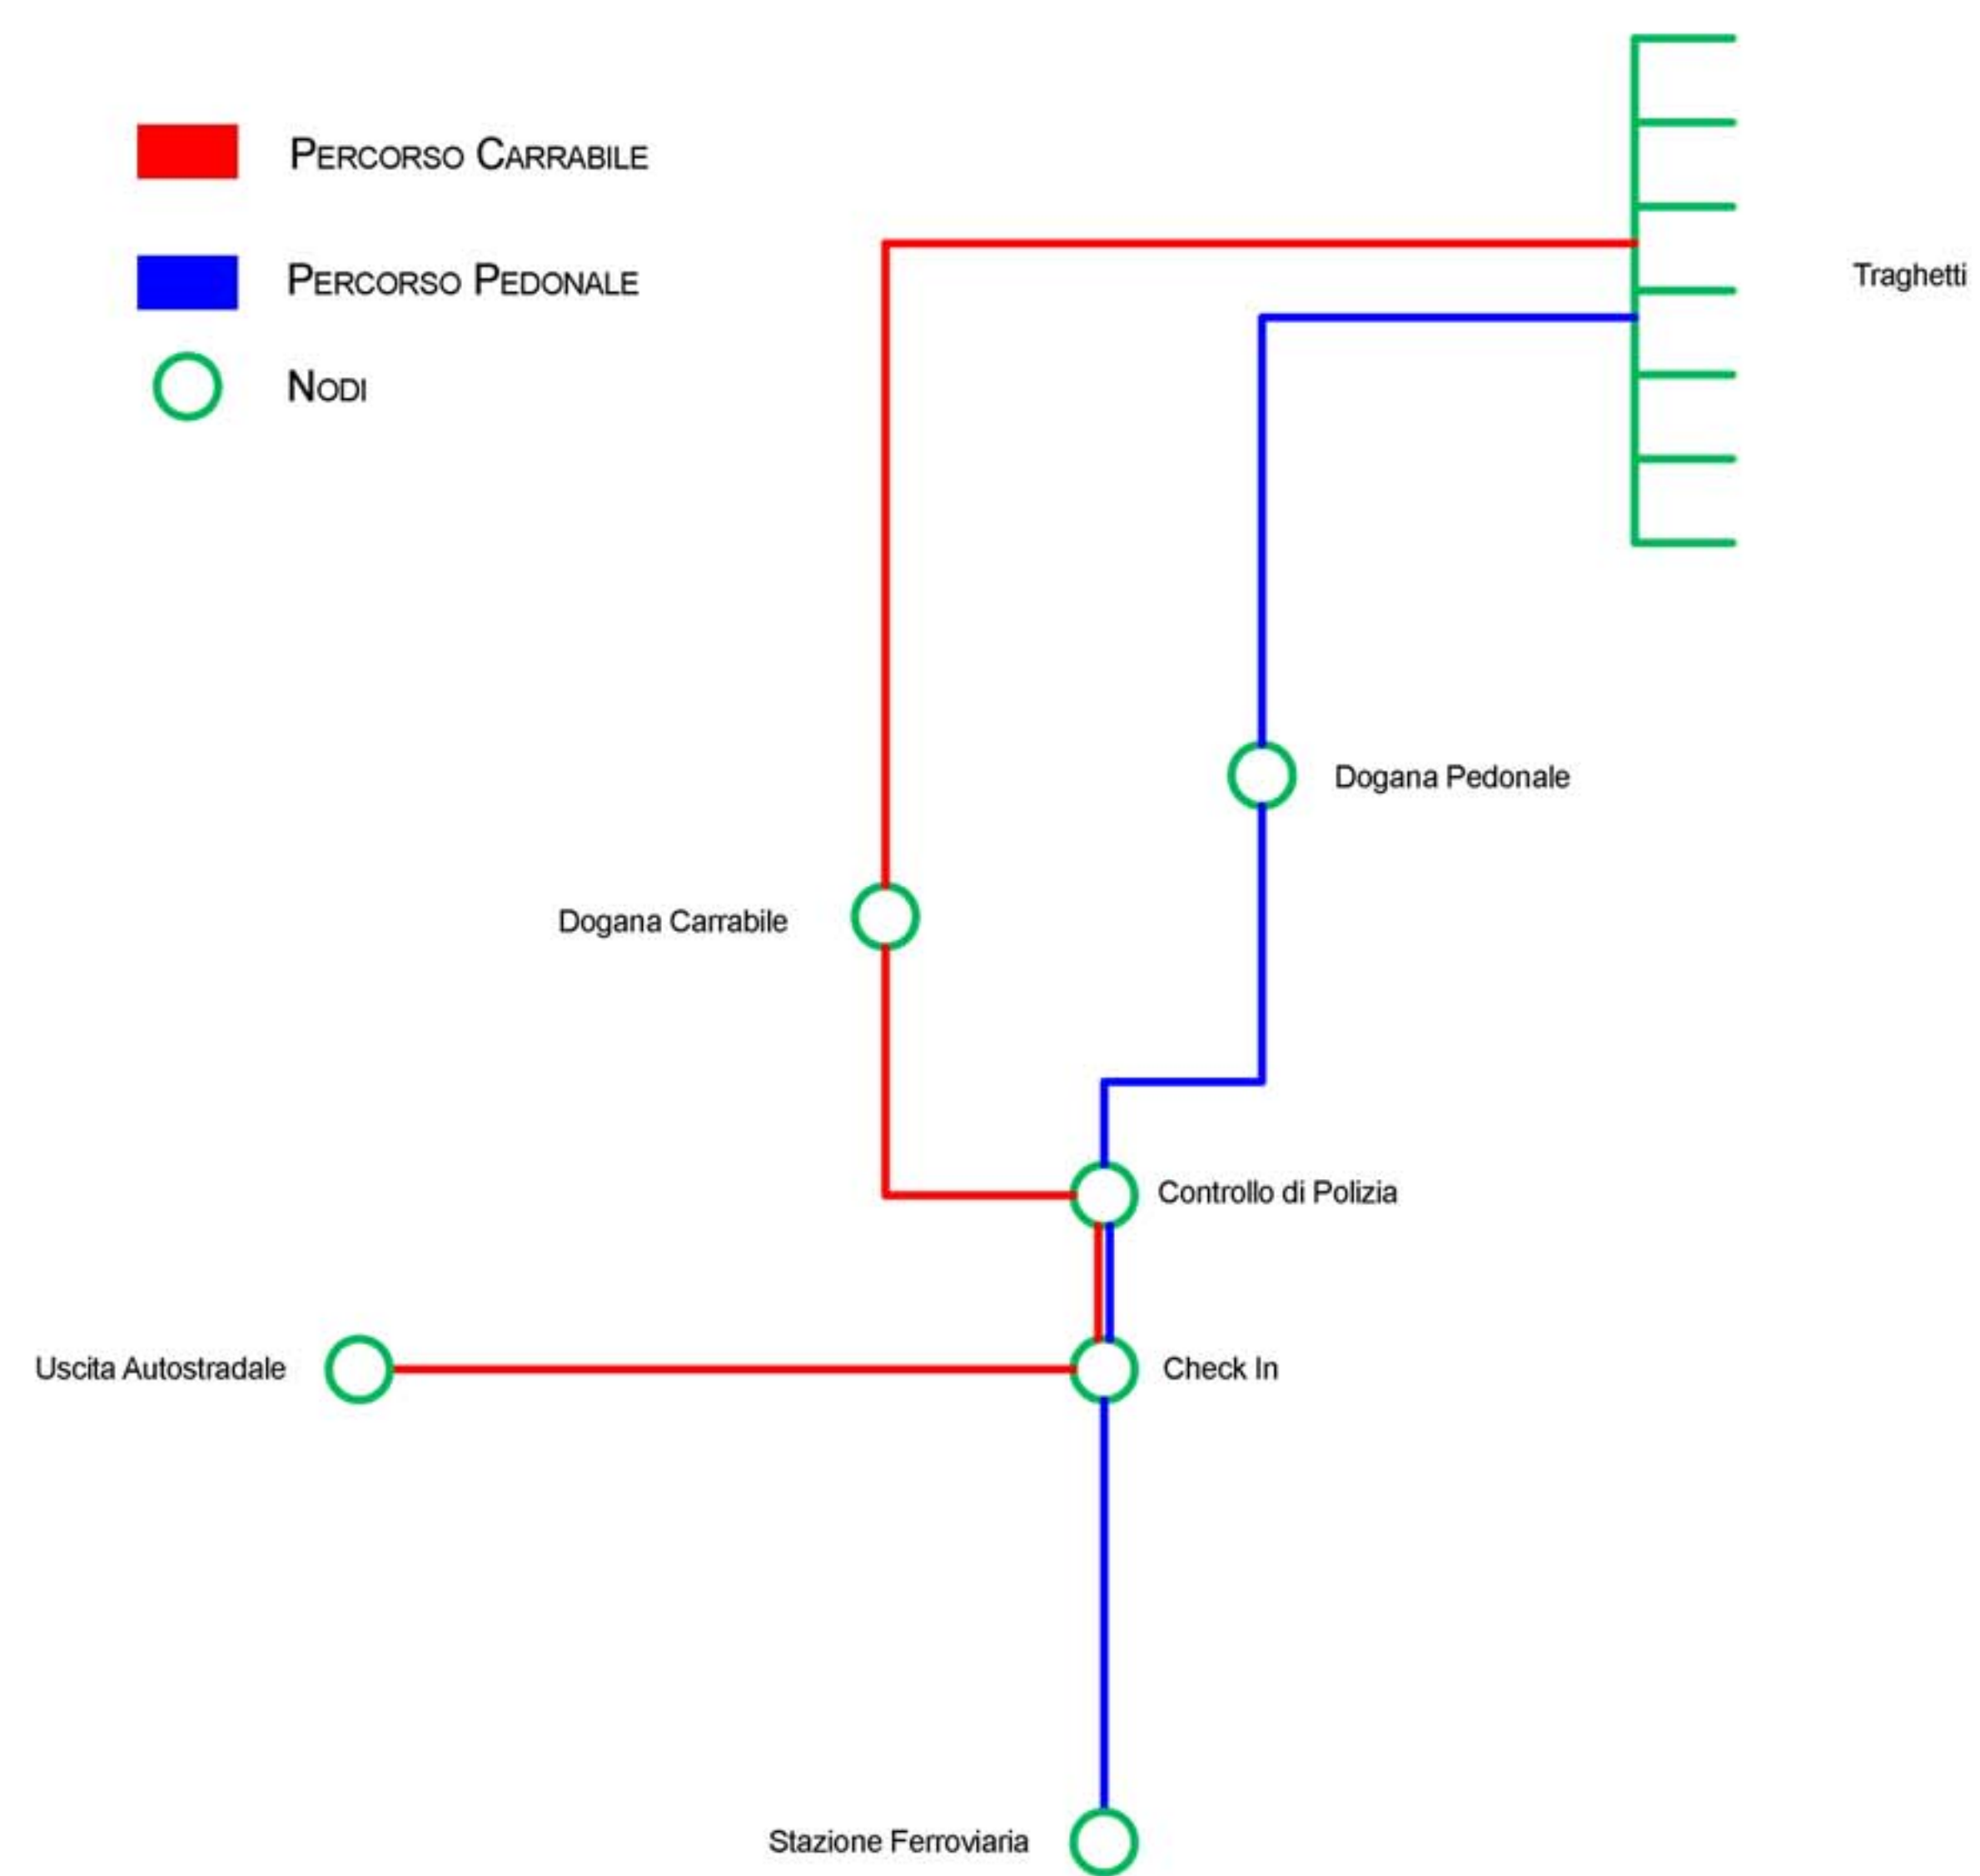 PERCORSO CARRABILE
PERCORSO PEDONALE
NODI
Traghetti
Dogana Pedonale
Dogana Carrabile
Controllo di Polizia
Uscita Autostradale
Check In
Stazione Ferroviaria